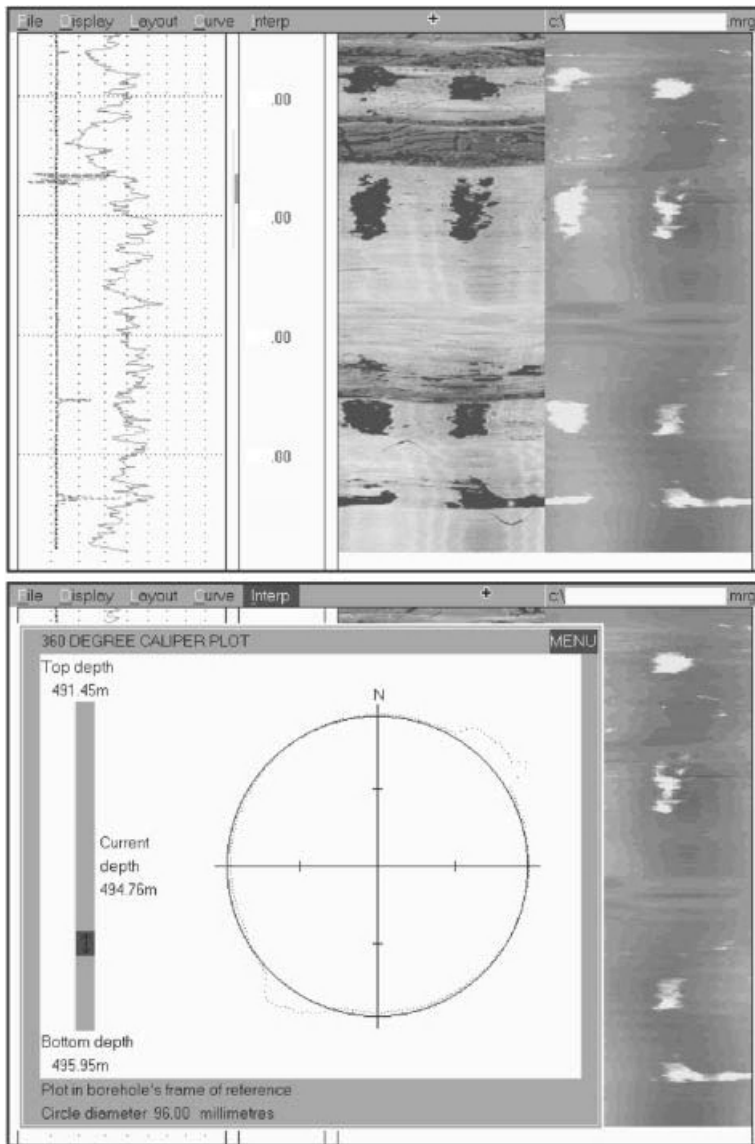 File Display Layout Curve Interp c:\ .mrg
.00
.00
.00
.00
File Display Layout Curve Interp c:\ .mrg
360 DEGREE CALIPER PLOT MENU
Top depth
491.45m
N
Current
depth
494.76m
Bottom depth
495.95m
Plot in borehole's frame of reference
Circle diameter 96.00 millimetres